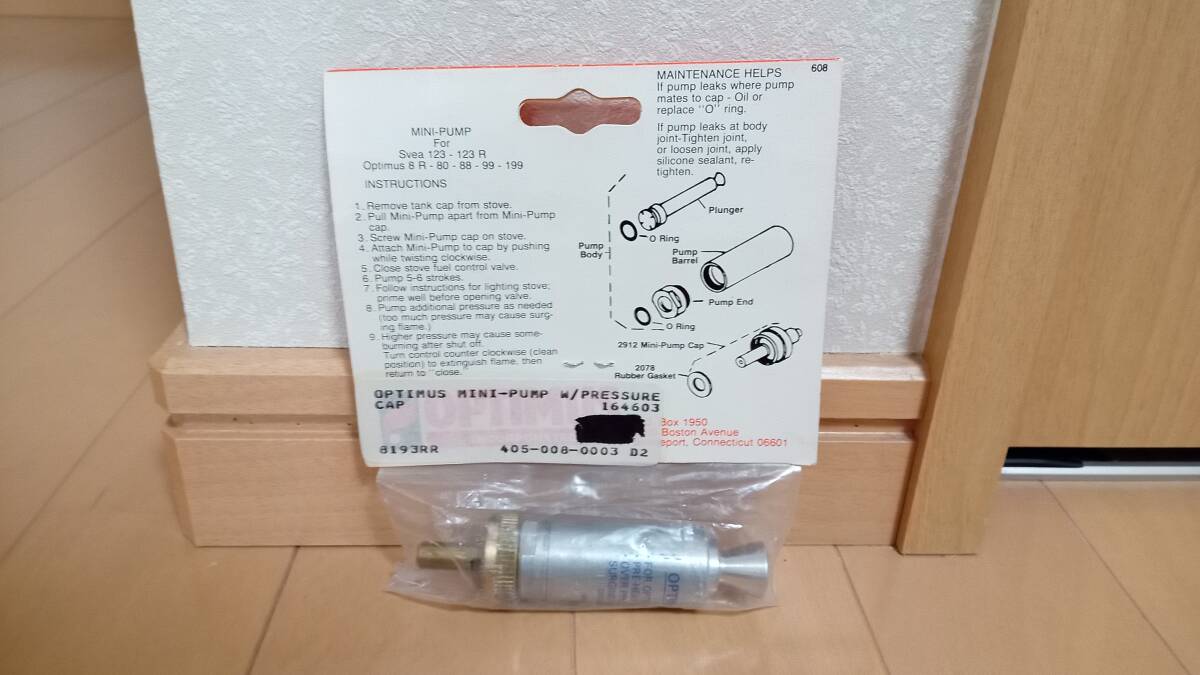 608
MAINTENANCE HELPS
If pump leaks where pump
mates to cap - Oil or
replace "O" ring.
If pump leaks at body
joint-Tighten joint,
or loosen joint, apply
silicone sealant, re-
tighten.
MINI-PUMP
For
Svea 123 - 123 R
Optimus 8 R - 80 - 88 - 99 - 199
INSTRUCTIONS
1. Remove tank cap from stove.
2. Pull Mini-Pump apart from Mini-Pump
cap.
3. Screw Mini-Pump cap on stove.
4. Attach Mini-Pump to cap by pushing
while twisting clockwise.
5. Close stove fuel control valve.
6. Pump 5-6 strokes.
7. Follow instructions for lighting stove;
prime well before opening valve.
8. Pump additional pressure as needed
(too much pressure may cause surg-
ing flame.)
9. Higher pressure may cause some
burning after shut off.
Turn control counter clockwise (clean
position) to extinguish flame, then
return to "close."
Plunger
O Ring
Pump
Body
Pump
Barrel
Pump End
O Ring
2912 Mini-Pump Cap
2078
Rubber Gasket
OPTIMUS MINI-PUMP W/PRESSURE
CAP 164603
8193RR 405-008-0003 D2
Box 1950
Boston Avenue
eport, Connecticut 06601
OPTI
FOR OPT
PRE-HE
OVER P
SURGI